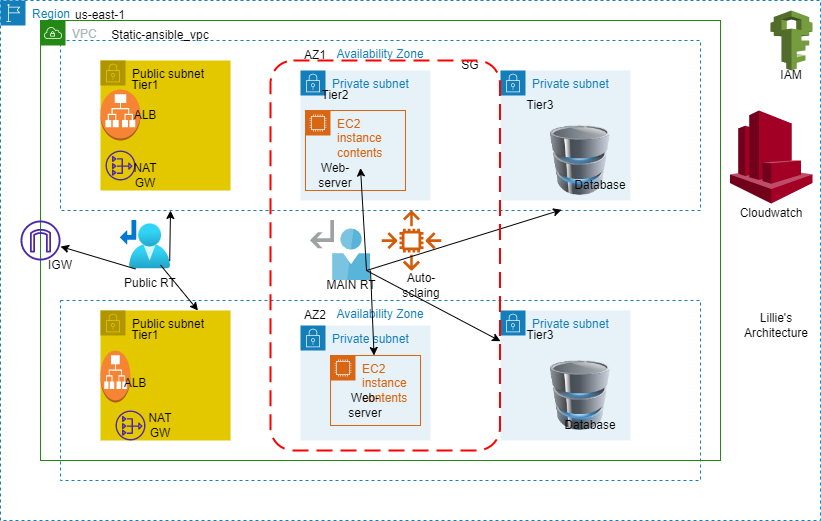 Region us-east-1
VPC Static-ansible_vpc
AZ1 Availability Zone
SG
IAM
Public subnet
Tier1
ALB
NAT
GW
Private subnet
Tier2
EC2
instance
contents
Web-
server
Private subnet
Tier3
Database
Cloudwatch
IGW
Public RT
MAIN RT
Auto-
sclaing
Lillie's
Architecture
AZ2 Availability Zone
Public subnet
Tier1
ALB
NAT
GW
Private subnet
EC2
instance
contents
Web-
server
Private subnet
Tier3
Database